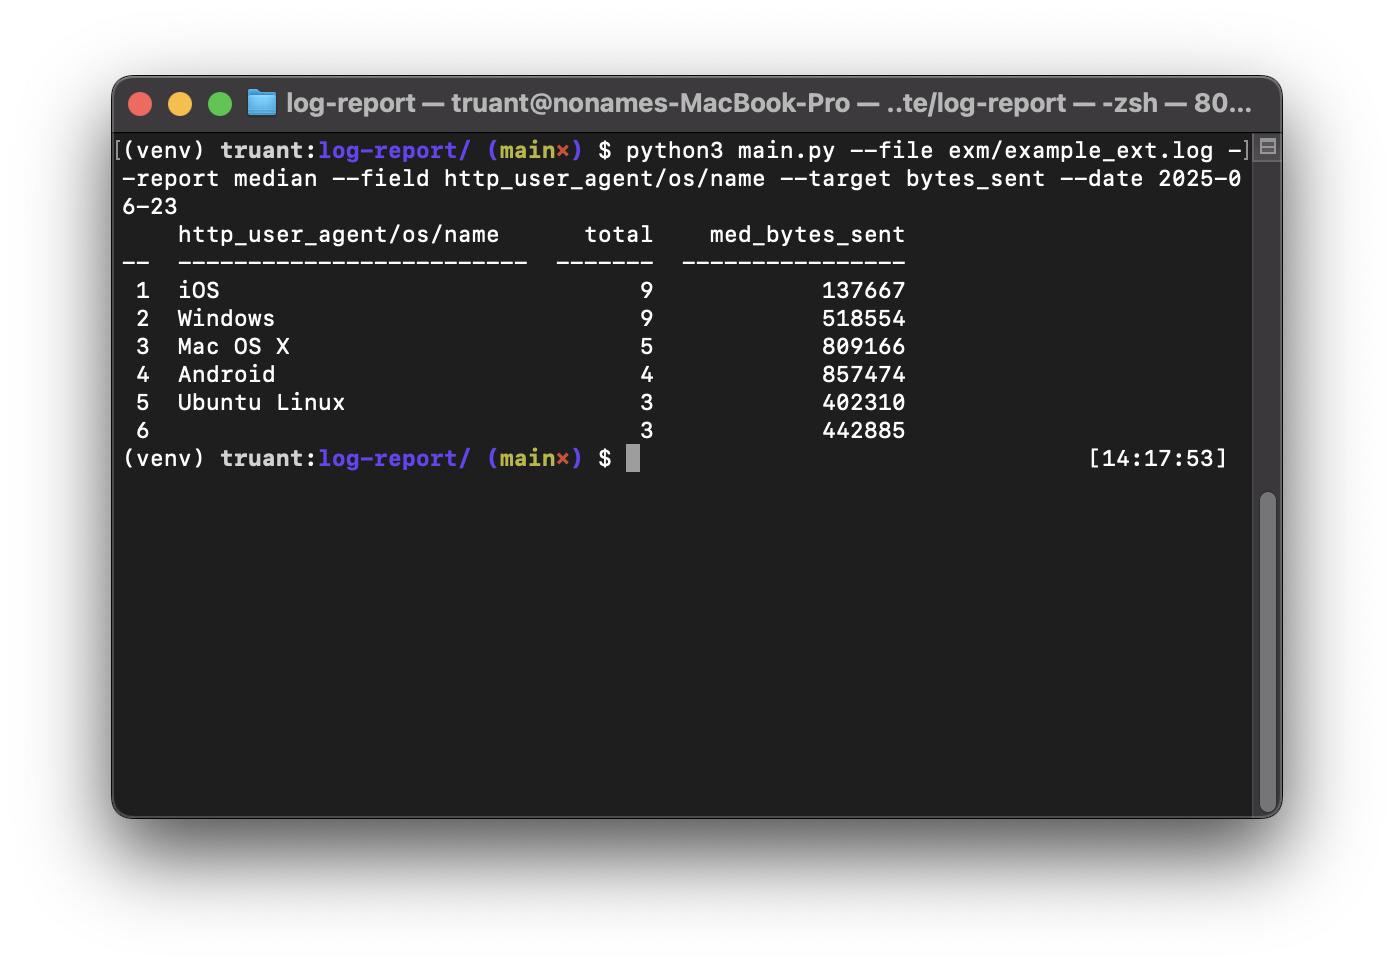 log-report — truant@nonames-MacBook-Pro — ..te/log-report — -zsh — 80...
[(venv) truant:log-report/ (main×) $ python3 main.py --file exm/example_ext.log -]
-report median --field http_user_agent/os/name --target bytes_sent --date 2025-0
6-23
    http_user_agent/os/name      total    med_bytes_sent
--  -------------------------  -------  ----------------
 1  iOS                              9            137667
 2  Windows                          9            518554
 3  Mac OS X                         5            809166
 4  Android                          4            857474
 5  Ubuntu Linux                     3            402310
 6                                   3            442885
(venv) truant:log-report/ (main×) $ [14:17:53]